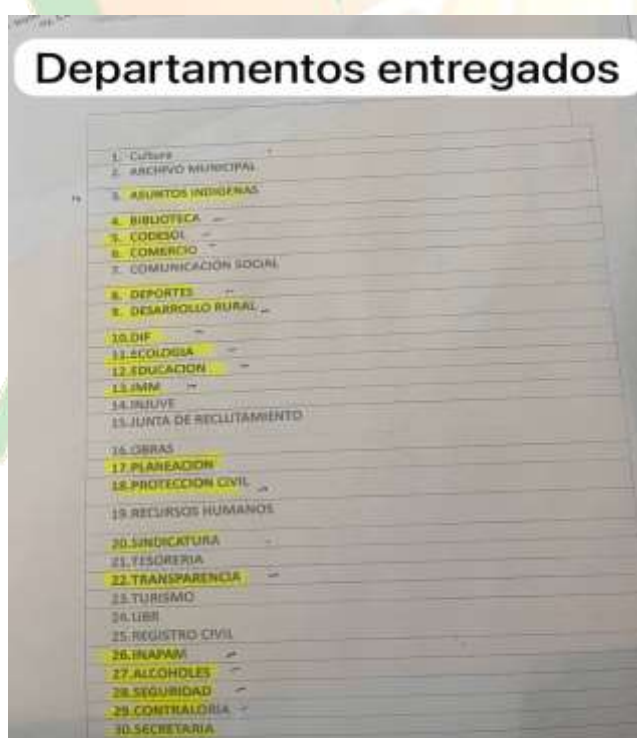 Departamentos entregados
1. Cultura
2. ARCHIVO MUNICIPAL
3. ASUNTOS INDIGENAS
4. BIBLIOTECA
5. CODESOL
6. COMERCIO
7. COMUNICACIÓN SOCIAL
8. DEPORTES
9. DESARROLLO RURAL
10.DIF
11.ECOLOGIA
12.EDUCACION
13.IMM
14.INJUVE
15.JUNTA DE RECLUTAMIENTO
16.OBRAS
17.PLANEACION
18.PROTECCION CIVIL
19.RECURSOS HUMANOS
20.SINDICATURA
21.TESORERIA
22.TRANSPARENCIA
23.TURISMO
24.UBR
25.REGISTRO CIVIL
26.INAPAM
27.ALCOHOLES
28.SEGURIDAD
29.CONTRALORIA
30.SECRETARIA